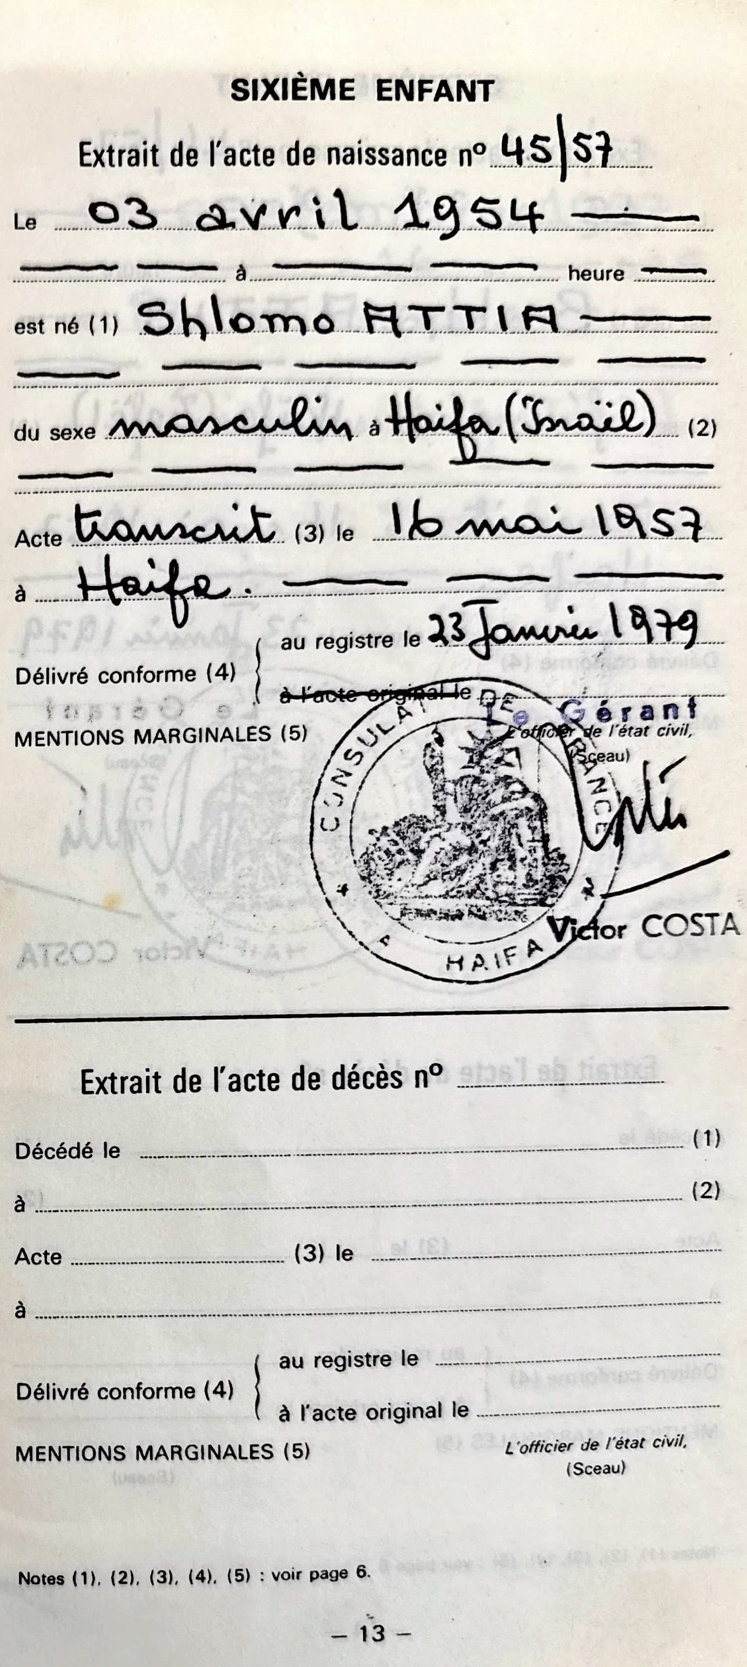 SIXIÈME ENFANT
Extrait de l'acte de naissance nº 45/57
Le 03 avril 1954
à heure
est né (1) Shlomo ATTIA
du sexe masculin à Haifa (Israël) (2)
Acte transcrit (3) le 16 mai 1957
à Haifa.
Délivré conforme (4)
au registre le 23 Janvier 1979
à l'acte original le
MENTIONS MARGINALES (5)
Le Gérant
L'officier de l'état civil,
(Sceau)
CONSULAT DE FRANCE
A HAIFA
Victor COSTA
Extrait de l'acte de décès nº
Décédé le (1)
à (2)
Acte (3) le
à
Délivré conforme (4)
au registre le
à l'acte original le
MENTIONS MARGINALES (5)
L'officier de l'état civil,
(Sceau)
Notes (1), (2), (3), (4), (5) : voir page 6.
– 13 –